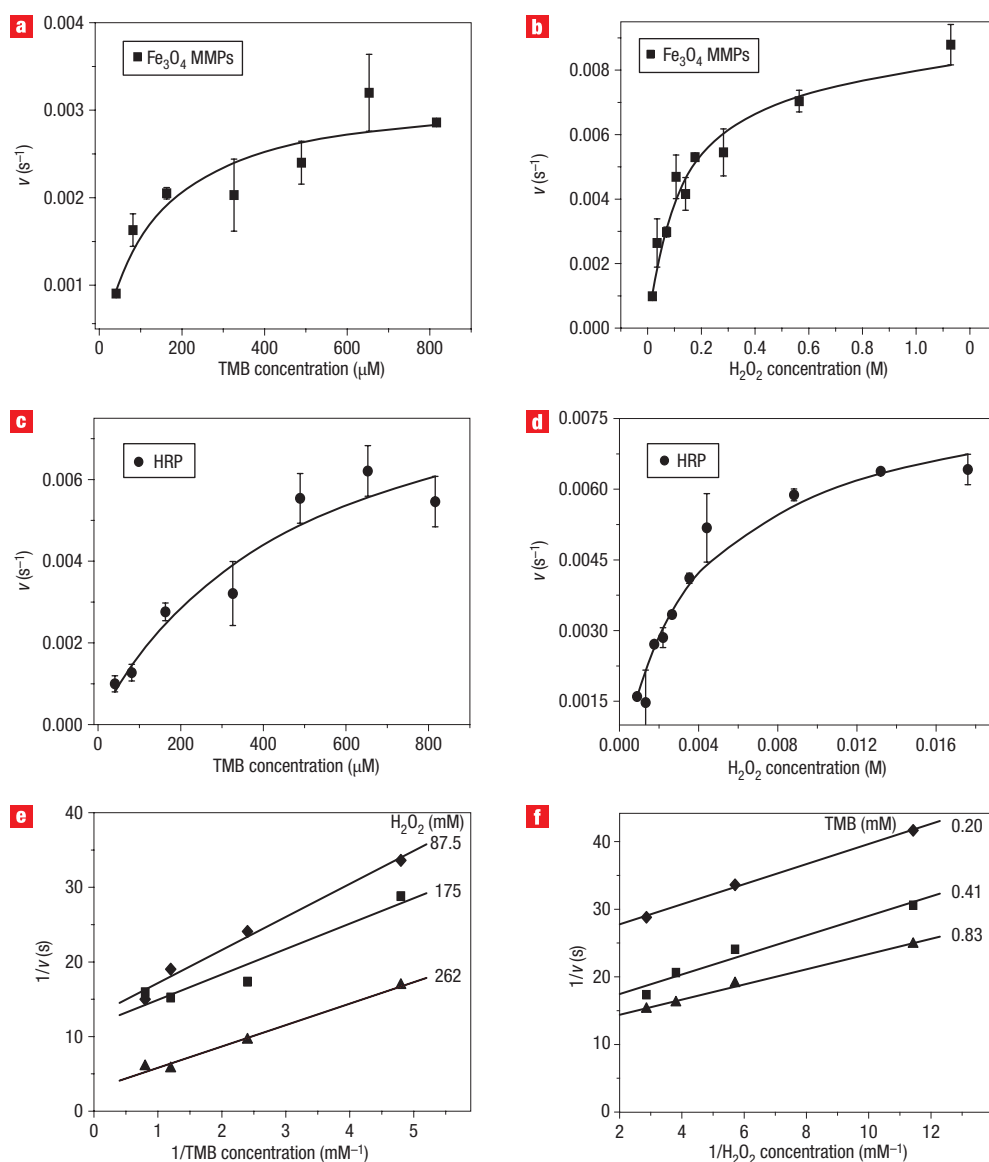 a
Fe₃O₄ MMPs
0.004
0.003
0.002
0.001
v (s⁻¹)
0 200 400 600 800
TMB concentration (μM)
b
Fe₃O₄ MMPs
0.008
0.006
0.004
0.002
0.000
v (s⁻¹)
0 0.2 0.4 0.6 0.8 1.0 0
H₂O₂ concentration (M)
c
HRP
0.006
0.004
0.002
0.000
v (s⁻¹)
0 200 400 600 800
TMB concentration (μM)
d
HRP
0.0075
0.0060
0.0045
0.0030
0.0015
v (s⁻¹)
0.000 0.004 0.008 0.012 0.016
H₂O₂ concentration (M)
e
H₂O₂ (mM)
87.5
175
262
40
30
20
10
0
1/v (s)
0 1 2 3 4 5
1/TMB concentration (mM⁻¹)
f
TMB (mM)
0.20
0.41
0.83
40
30
20
10
0
1/v (s)
2 4 6 8 10 12
1/H₂O₂ concentration (mM⁻¹)